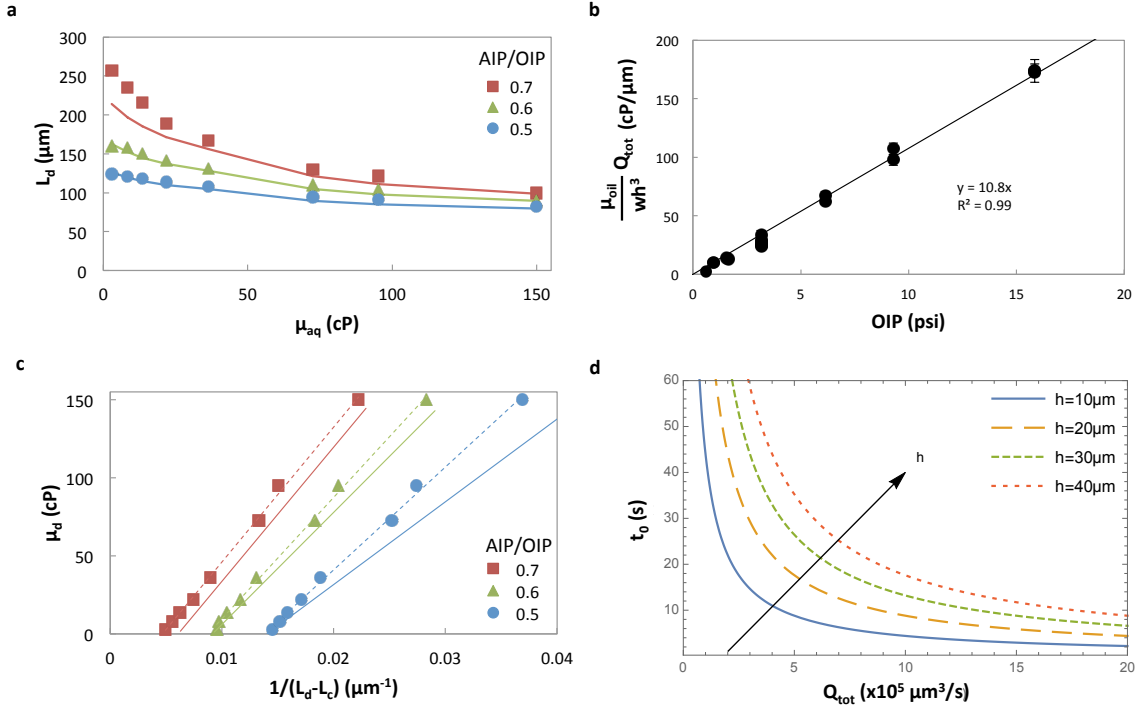 a
300
250
200
150
100
50
0
0 50 100 150
L_d (µm)
µ_aq (cP)
AIP/OIP
0.7
0.6
0.5
b
200
150
100
50
0
0 5 10 15 20
µ_oil
wh³
Q_tot (cP/µm)
OIP (psi)
y = 10.8x
R² = 0.99
c
150
100
50
0
0 0.01 0.02 0.03 0.04
µ_d (cP)
1/(L_d-L_c) (µm⁻¹)
AIP/OIP
0.7
0.6
0.5
d
60
50
40
30
20
10
0 5 10 15 20
t_0 (s)
Q_tot (x10⁵ µm³/s)
h=10µm
h=20µm
h=30µm
h=40µm
h